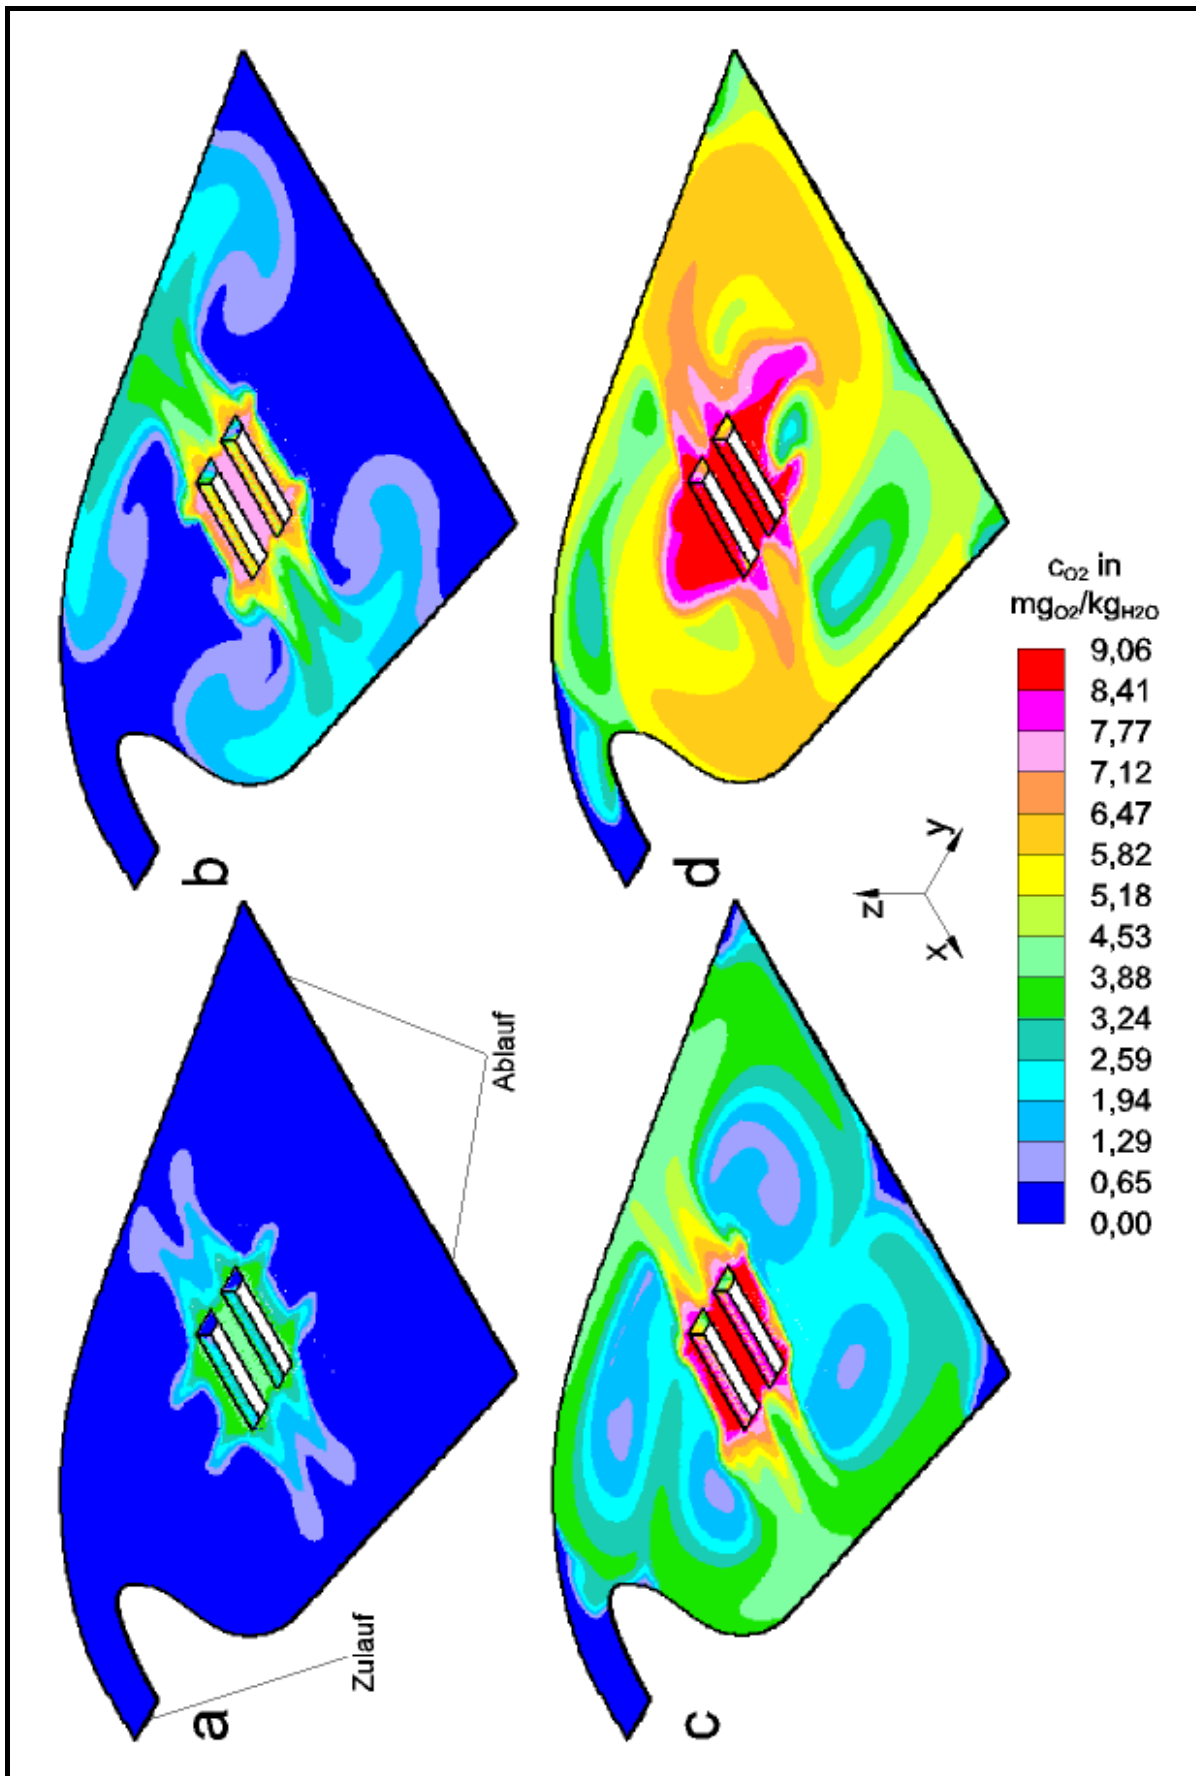 b
d
c_O2 in
mg_O2/kg_H2O
9,06
8,41
7,77
7,12
6,47
5,82
5,18
4,53
3,88
3,24
2,59
1,94
1,29
0,65
0,00
z
y
x
a
Zulauf
Ablauf
c